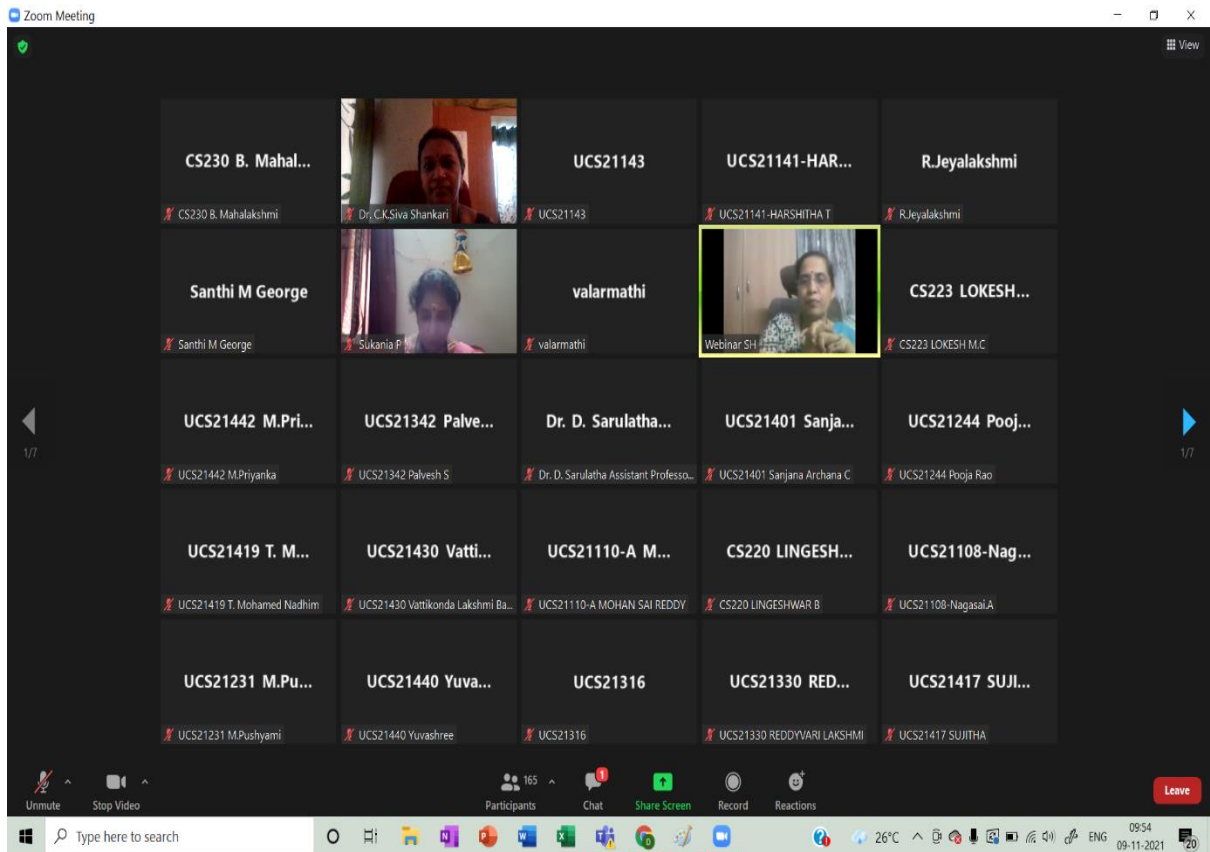 Zoom Meeting
View
CS230 B. Mahal...
UCS21143
UCS21141-HAR...
R.Jeyalakshmi
CS230 B. Mahalakshmi
Dr. C.K.Siva Shankari
UCS21143
UCS21141-HARSHITHA T
R.Jeyalakshmi
Santhi M George
valarmathi
CS223 LOKESH...
Santhi M George
Sukania P
valarmathi
Webinar SH
CS223 LOKESH M.C
UCS21442 M.Pri...
UCS21342 Palve...
Dr. D. Sarulatha...
UCS21401 Sanja...
UCS21244 Pooj...
1/7
1/7
UCS21442 M.Priyanka
UCS21342 Palvesh S
Dr. D. Sarulatha Assistant Professo...
UCS21401 Sanjana Archana C
UCS21244 Pooja Rao
UCS21419 T. M...
UCS21430 Vatti...
UCS21110-A M...
CS220 LINGESH...
UCS21108-Nag...
UCS21419 T. Mohamed Nadhim
UCS21430 Vattikonda Lakshmi Ba...
UCS21110-A MOHAN SAI REDDY
CS220 LINGESHWAR B
UCS21108-Nagasai.A
UCS21231 M.Pu...
UCS21440 Yuva...
UCS21316
UCS21330 RED...
UCS21417 SUJI...
UCS21231 M.Pushyami
UCS21440 Yuvashree
UCS21316
UCS21330 REDDYVARI LAKSHMI
UCS21417 SUJITHA
165
1
Unmute
Stop Video
Participants
Chat
Share Screen
Record
Reactions
Leave
Type here to search
26°C
ENG
09:54
09-11-2021
20